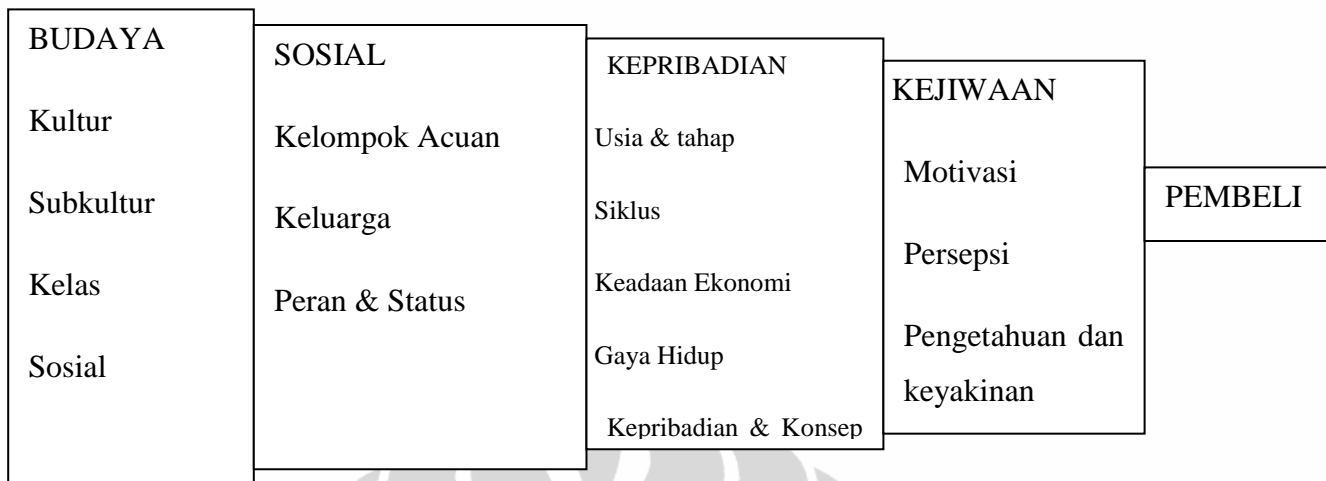 BUDAYA
Kultur
Subkultur
Kelas
Sosial
SOSIAL
Kelompok Acuan
Keluarga
Peran & Status
KEPRIBADIAN
Usia & tahap
Siklus
Keadaan Ekonomi
Gaya Hidup
Kepribadian & Konsep
KEJIWAAN
Motivasi
Persepsi
Pengetahuan dan
keyakinan
PEMBELI